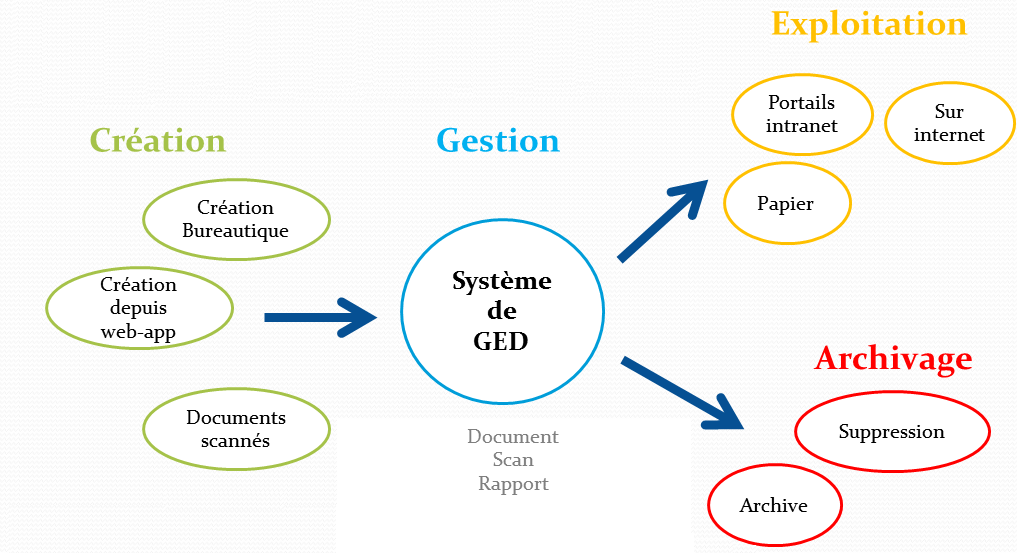 Exploitation
Portails
intranet
Sur
internet
Papier
Création
Création
Bureautique
Création
depuis
web-app
Documents
scannés
Gestion
Système
de
GED
Document
Scan
Rapport
Archivage
Suppression
Archive